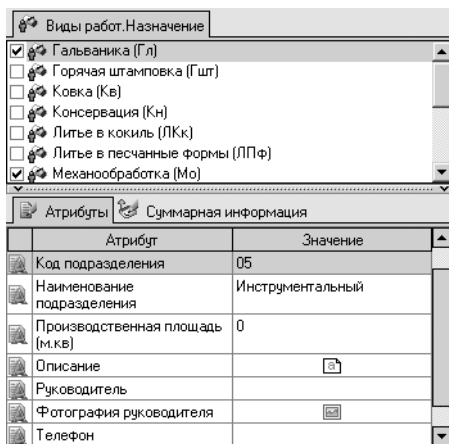 Виды работ.Назначение
Гальваника (Гл)
Горячая штамповка (Гшт)
Ковка (Кв)
Консервация (Кн)
Литье в кокиль (ЛКк)
Литье в песчанные формы (ЛПф)
Механообработка (Мо)
Атрибуты Суммарная информация
Атрибут Значение
Код подразделения 05
Наименование Инструментальный
подразделения
Производственная площадь 0
(м.кв)
Описание
Руководитель
Фотография руководителя
Телефон